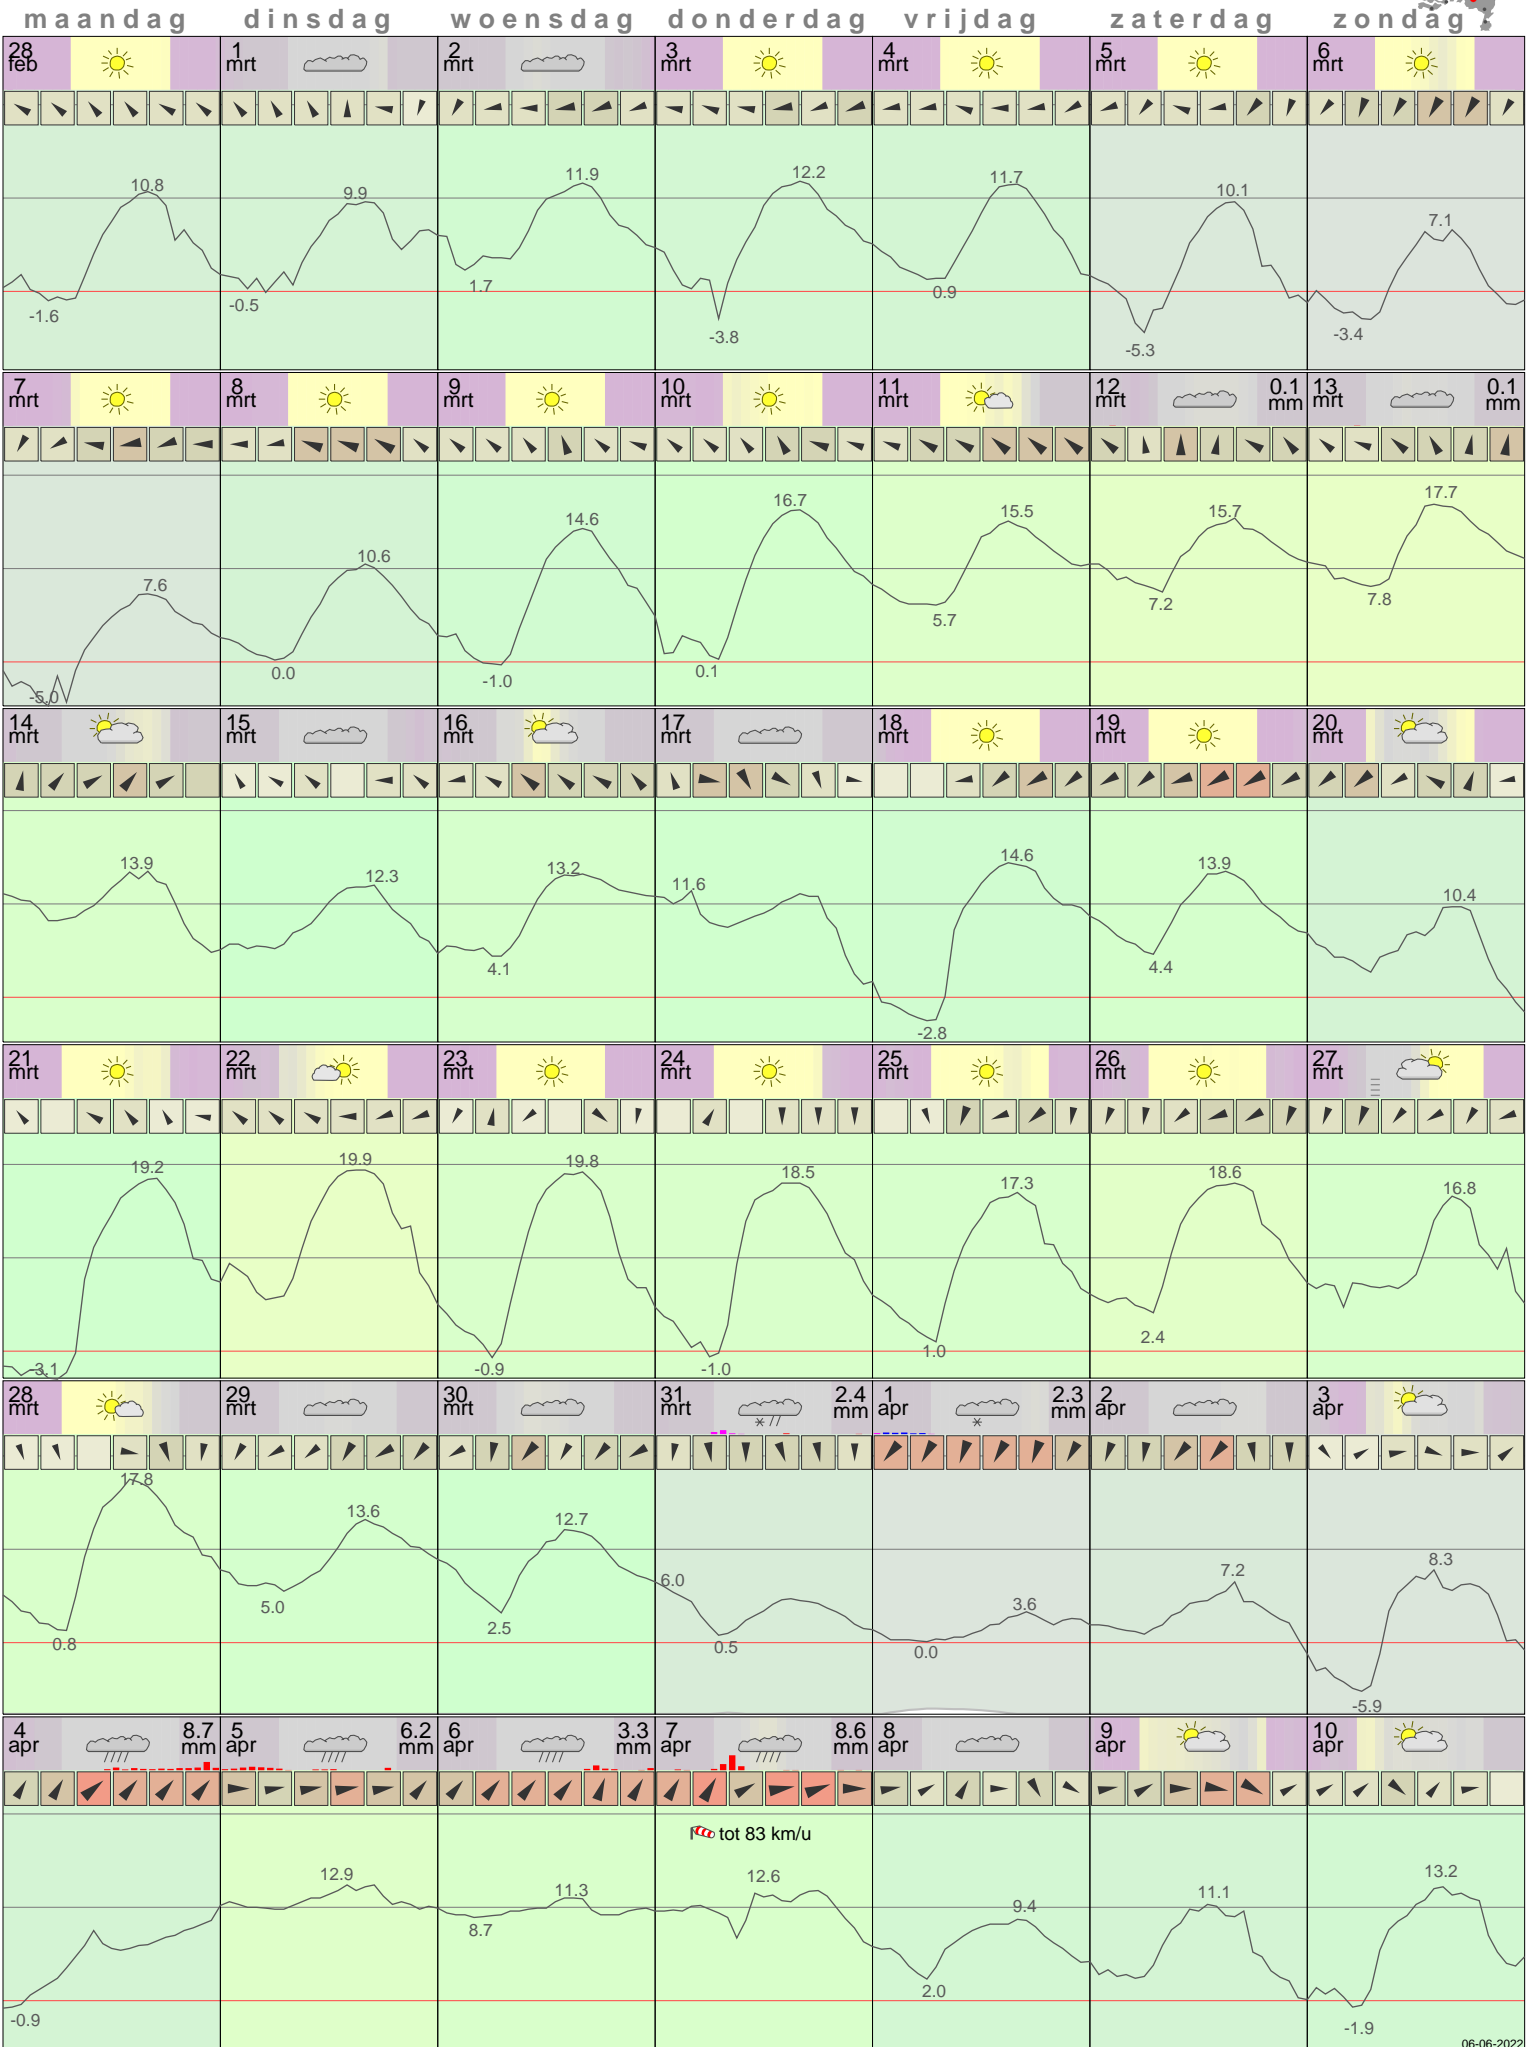 maandag dinsdag woensdag donderdag vrijdag zaterdag zondag
28 1 2 3 4 5 6
feb mrt mrt mrt mrt mrt mrt
10.8 9.9 11.9 12.2 11.7 10.1 7.1
-1.6 -0.5 1.7 -3.8 0.9 -5.3 -3.4
7 8 9 10 11 12 0.1 13 0.1
mrt mrt mrt mrt mrt mrt mm mrt mm
7.6 10.6 14.6 16.7 15.5 15.7 17.7
-5.0 0.0 -1.0 0.1 5.7 7.2 7.8
14 15 16 17 18 19 20
mrt mrt mrt mrt mrt mrt mrt
13.9 12.3 13.2 11.6 14.6 13.9 10.4
4.1 -2.8 4.4
21 22 23 24 25 26 27
mrt mrt mrt mrt mrt mrt mrt
19.2 19.9 19.8 18.5 17.3 18.6 16.8
-3.1 -0.9 -1.0 1.0 2.4
28 29 30 31 2.4 1 2.3 2 3
mrt mrt mrt mrt mm apr mm apr apr
17.8 13.6 12.7 6.0 3.6 7.2 8.3
0.8 5.0 2.5 0.5 0.0 -5.9
4 8.7 5 6.2 6 3.3 7 8.6 8 9 10
apr mm apr mm apr mm apr mm apr apr apr
tot 83 km/u
12.9 11.3 12.6 9.4 11.1 13.2
-0.9 8.7 2.0 -1.9
06-06-2022